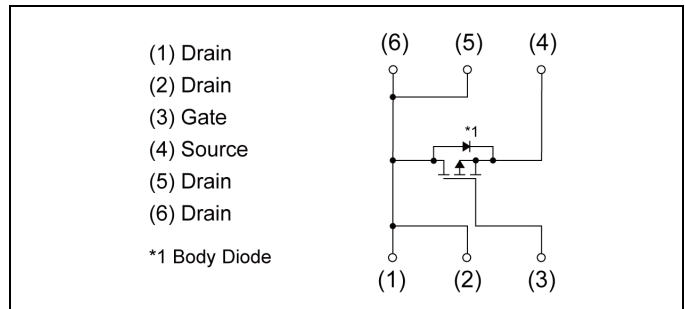 (1) Drain
(2) Drain
(3) Gate
(4) Source
(5) Drain
(6) Drain
*1 Body Diode
(6) (5) (4)
*1
(1) (2) (3)